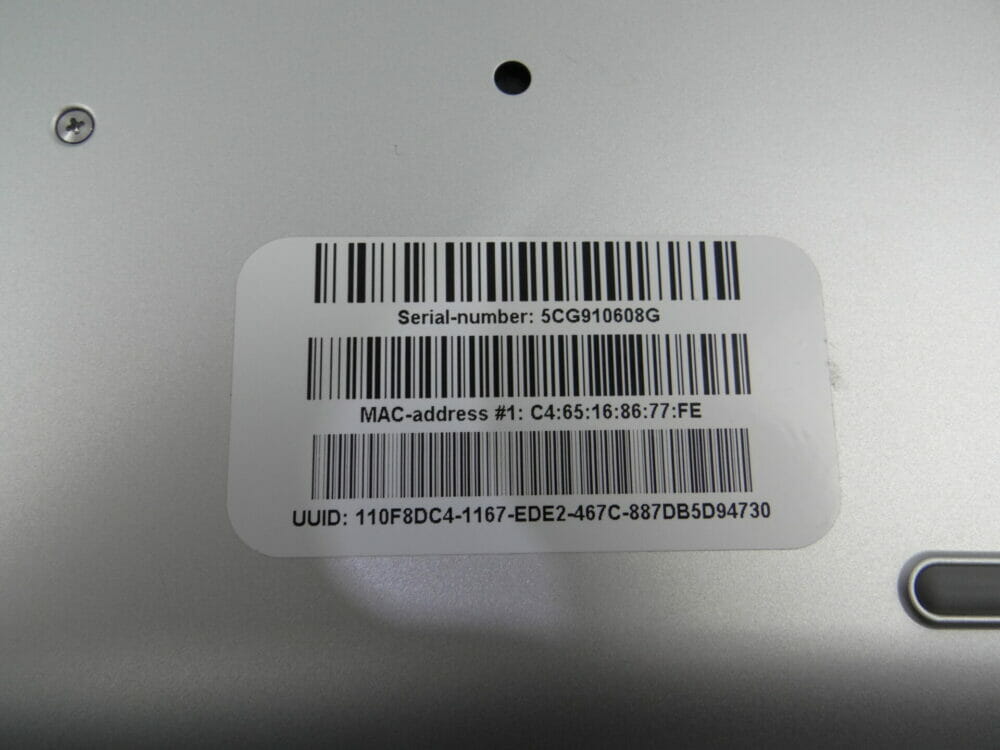 Serial-number: 5CG910608G
MAC-address #1: C4:65:16:86:77:FE
UUID: 110F8DC4-1167-EDE2-467C-887DB5D94730